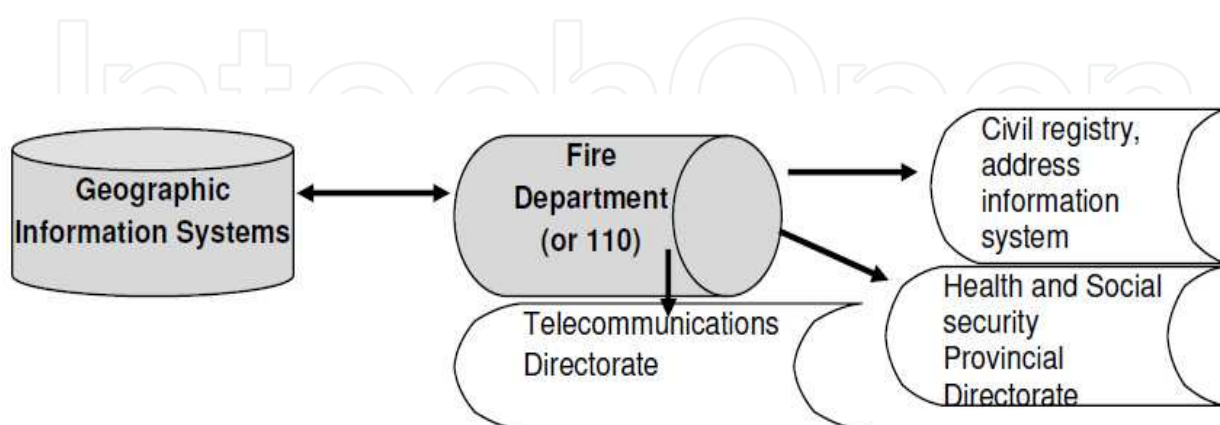 IntechOpen
Geographic
Information Systems
Fire
Department
(or 110)
Telecommunications
Directorate
Civil registry,
address
information
system
Health and Social
security
Provincial
Directorate